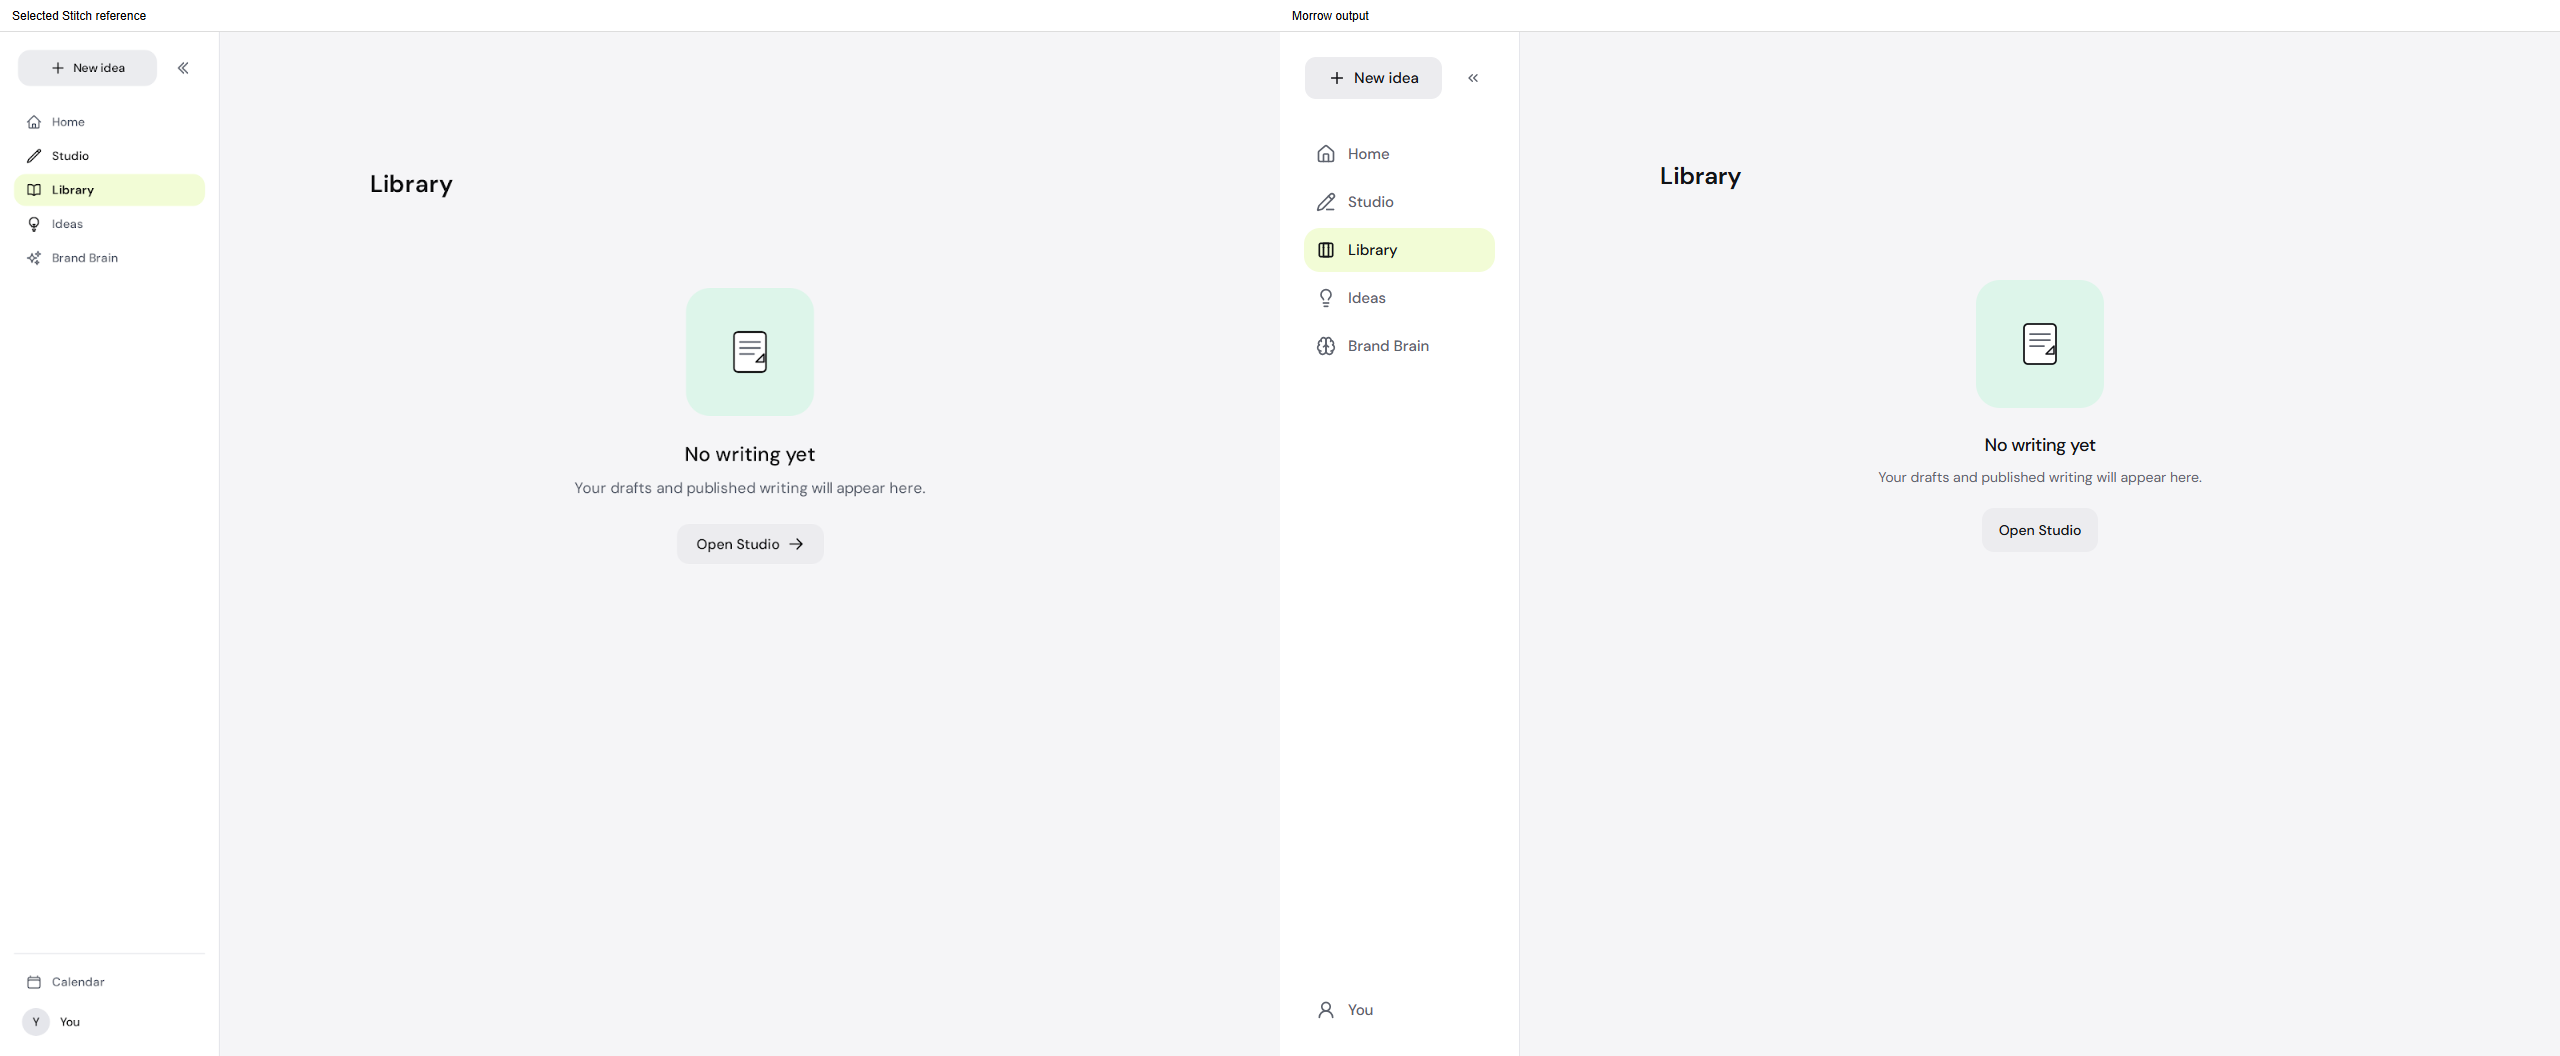 Selected Stitch reference
New idea
Home
Studio
Library
Ideas
Brand Brain
Calendar
Y
You
Library
No writing yet
Your drafts and published writing will appear here.
Open Studio
Morrow output
New idea
Home
Studio
Library
Ideas
Brand Brain
You
Library
No writing yet
Your drafts and published writing will appear here.
Open Studio